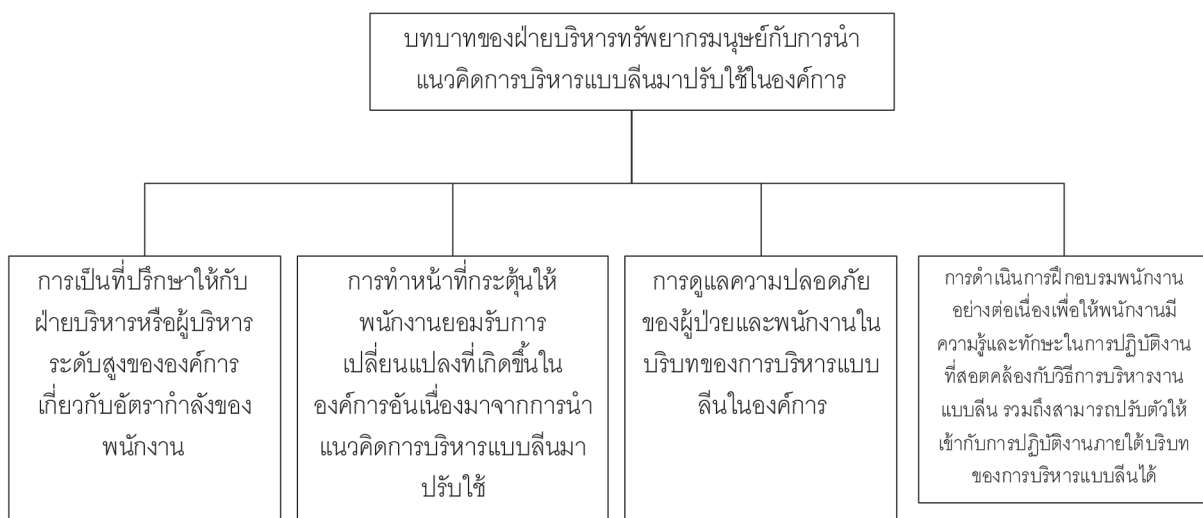 บทบาทของฝ่ายบริหารทรัพยากรมนุษย์กับการนำ
แนวคิดการบริหารแบบลีนมาปรับใช้ในองค์การ
การเป็นที่ปรึกษาให้กับ
ฝ่ายบริหารหรือผู้บริหาร
ระดับสูงขององค์การ
เกี่ยวกับอัตรากำลังของ
พนักงาน
การทำหน้าที่กระตุ้นให้
พนักงานยอมรับการ
เปลี่ยนแปลงที่เกิดขึ้นใน
องค์การอันเนื่องมาจากการนำ
แนวคิดการบริหารแบบลีนมา
ปรับใช้
การดูแลความปลอดภัย
ของผู้ป่วยและพนักงานใน
บริบทของการบริหารแบบ
ลีนในองค์การ
การดำเนินการฝึกอบรมพนักงาน
อย่างต่อเนื่องเพื่อให้พนักงานมี
ความรู้และทักษะในการปฏิบัติงาน
ที่สอดคล้องกับวิธีการบริหารงาน
แบบลีน รวมถึงสามารถปรับตัวให้
เข้ากับการปฏิบัติงานภายใต้บริบท
ของการบริหารแบบลีนได้